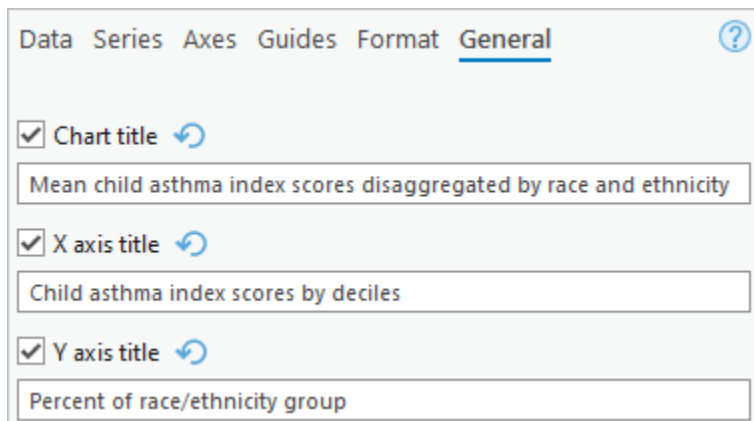 Data Series Axes Guides Format General ?
Chart title
Mean child asthma index scores disaggregated by race and ethnicity
X axis title
Child asthma index scores by deciles
Y axis title
Percent of race/ethnicity group